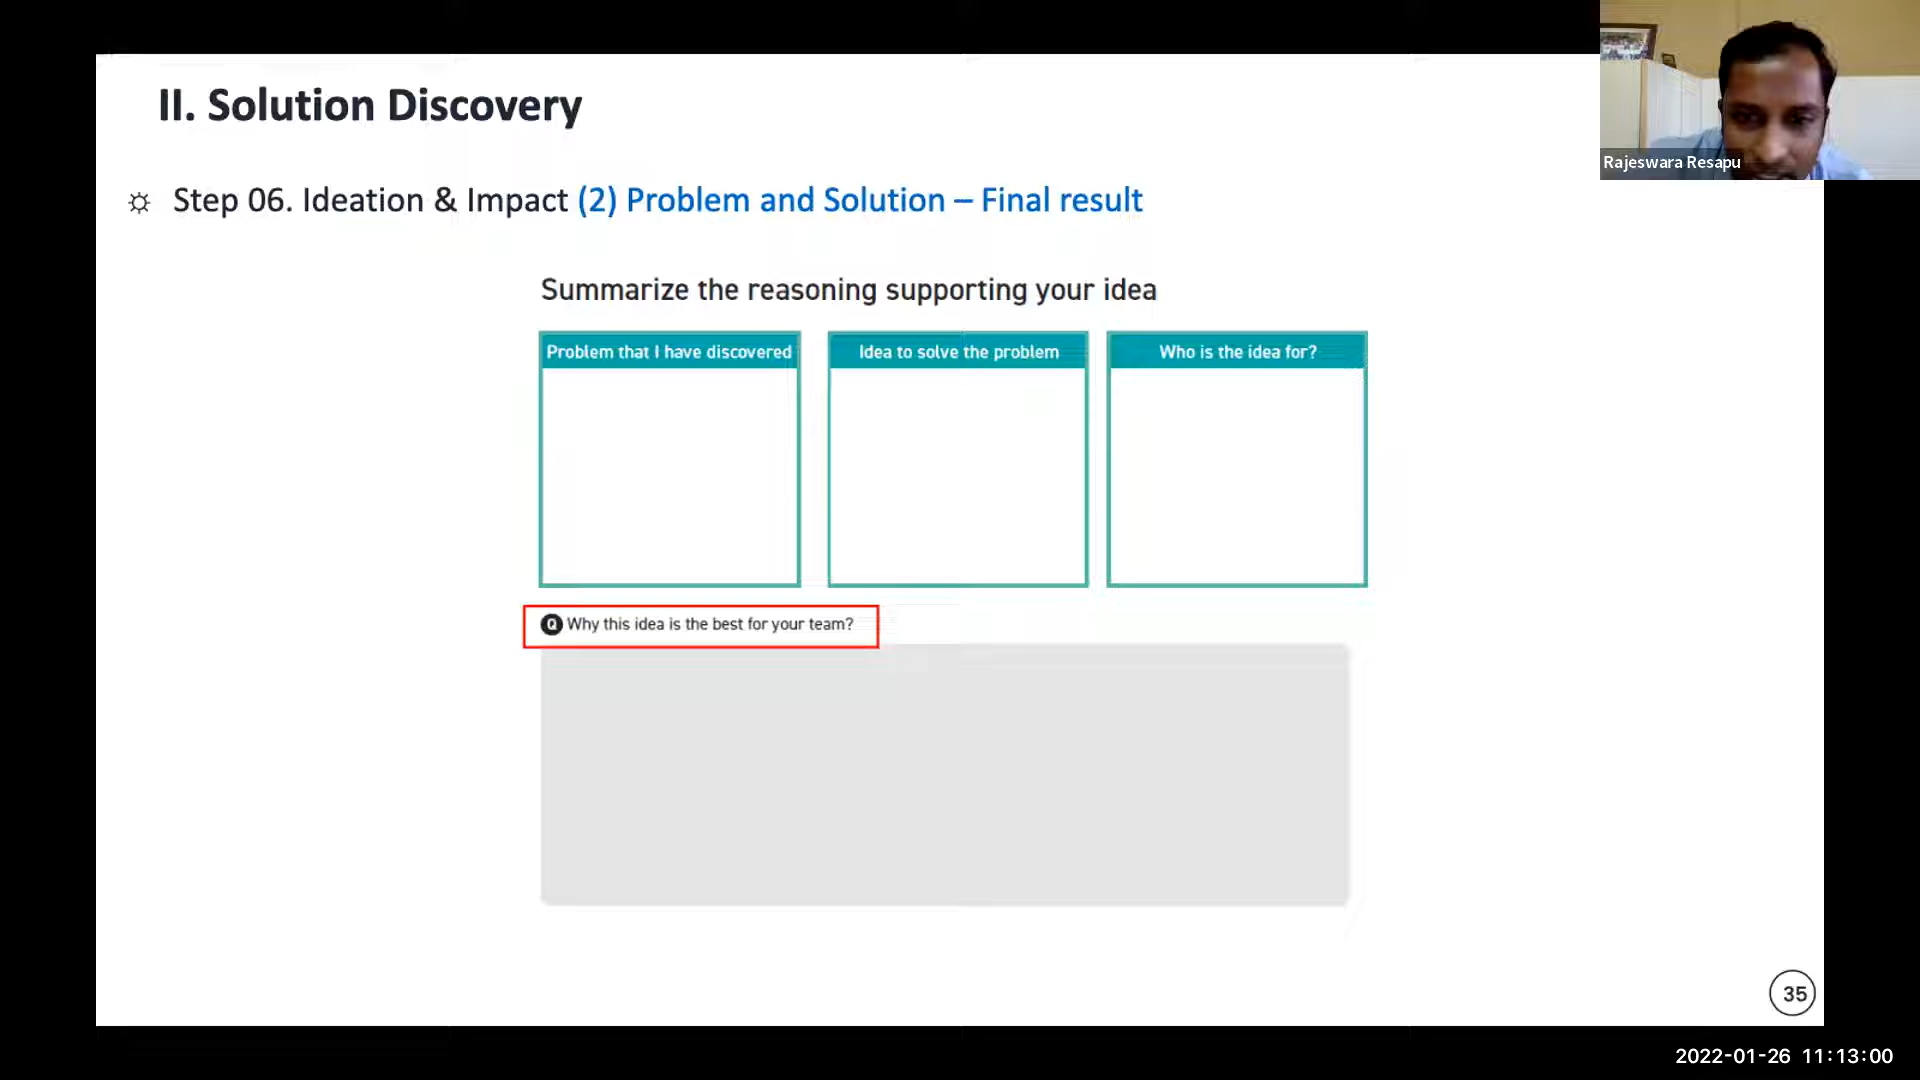 II. Solution Discovery
Rajeswara Resapu
☼ Step 06. Ideation & Impact (2) Problem and Solution – Final result
Summarize the reasoning supporting your idea
Problem that I have discovered
Idea to solve the problem
Who is the idea for?
Q Why this idea is the best for your team?
35
2022-01-26 11:13:00